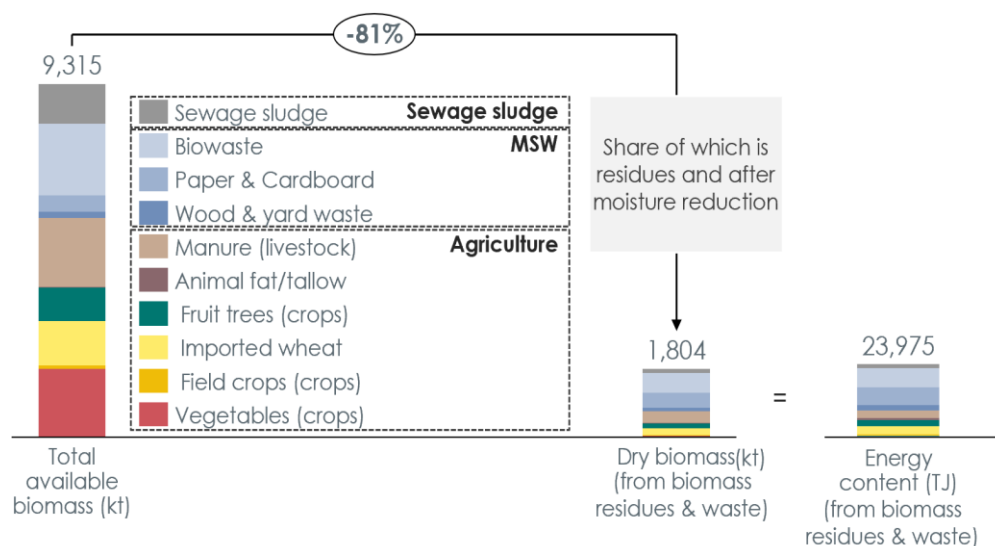 -81%
9,315
Sewage sludge
Sewage sludge
Biowaste
MSW
Paper & Cardboard
Wood & yard waste
Manure (livestock)
Agriculture
Animal fat/tallow
Fruit trees (crops)
Imported wheat
Field crops (crops)
Vegetables (crops)
Share of which is
residues and after
moisture reduction
1,804
=
23,975
Total
available
biomass (kt)
Dry biomass(kt)
(from biomass
residues & waste)
Energy
content (TJ)
(from biomass
residues & waste)